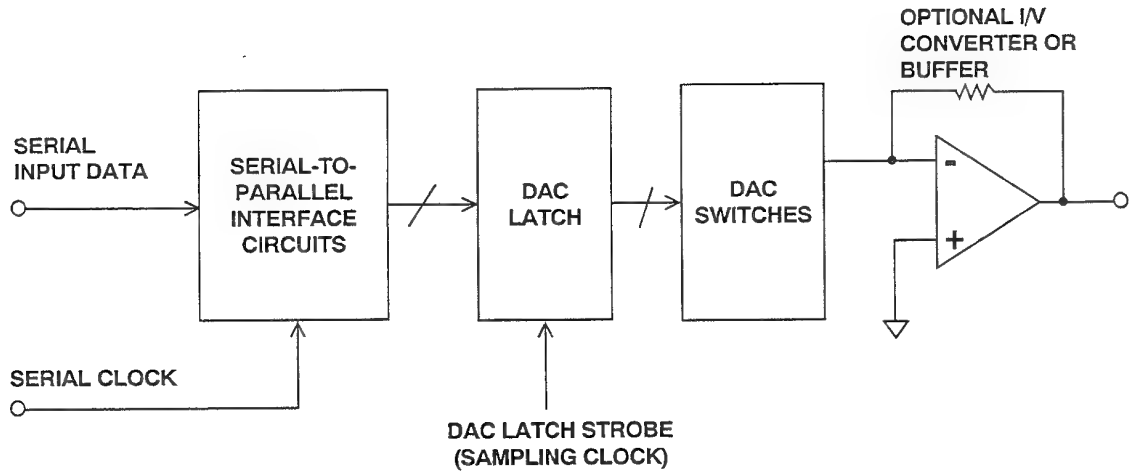 OPTIONAL I/V
CONVERTER OR
BUFFER
SERIAL
INPUT DATA
SERIAL-TO-
PARALLEL
INTERFACE
CIRCUITS
DAC
LATCH
DAC
SWITCHES
-
+
SERIAL CLOCK
DAC LATCH STROBE
(SAMPLING CLOCK)